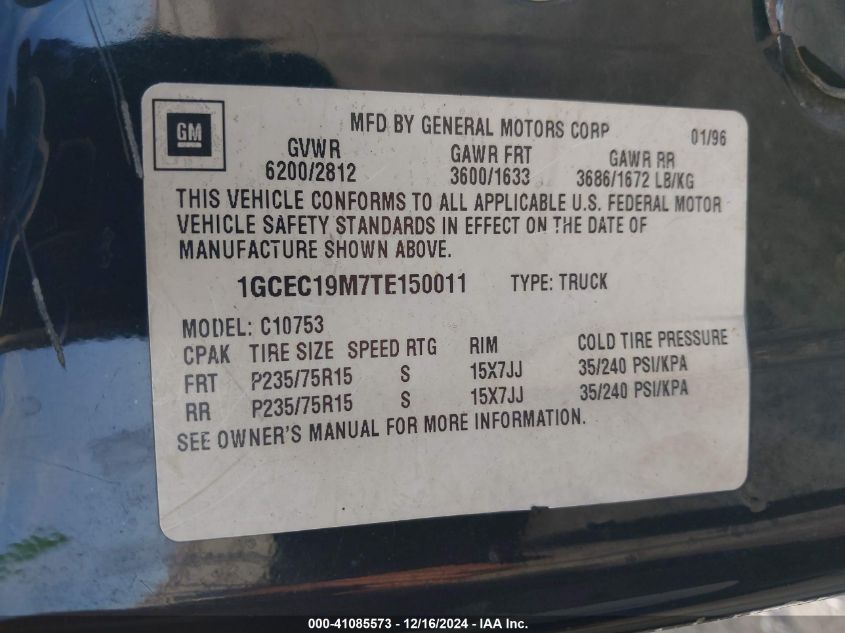 GM
MFD BY GENERAL MOTORS CORP 01/96
GVWR GAWR FRT GAWR RR
6200/2812 3600/1633 3686/1672 LB/KG
THIS VEHICLE CONFORMS TO ALL APPLICABLE U.S. FEDERAL MOTOR
VEHICLE SAFETY STANDARDS IN EFFECT ON THE DATE OF
MANUFACTURE SHOWN ABOVE.
1GCEC19M7TE150011 TYPE: TRUCK
MODEL: C10753
CPAK TIRE SIZE SPEED RTG RIM COLD TIRE PRESSURE
FRT P235/75R15 S 15X7JJ 35/240 PSI/KPA
RR P235/75R15 S 15X7JJ 35/240 PSI/KPA
SEE OWNER'S MANUAL FOR MORE INFORMATION.
000-41085573 - 12/16/2024 - IAA Inc.